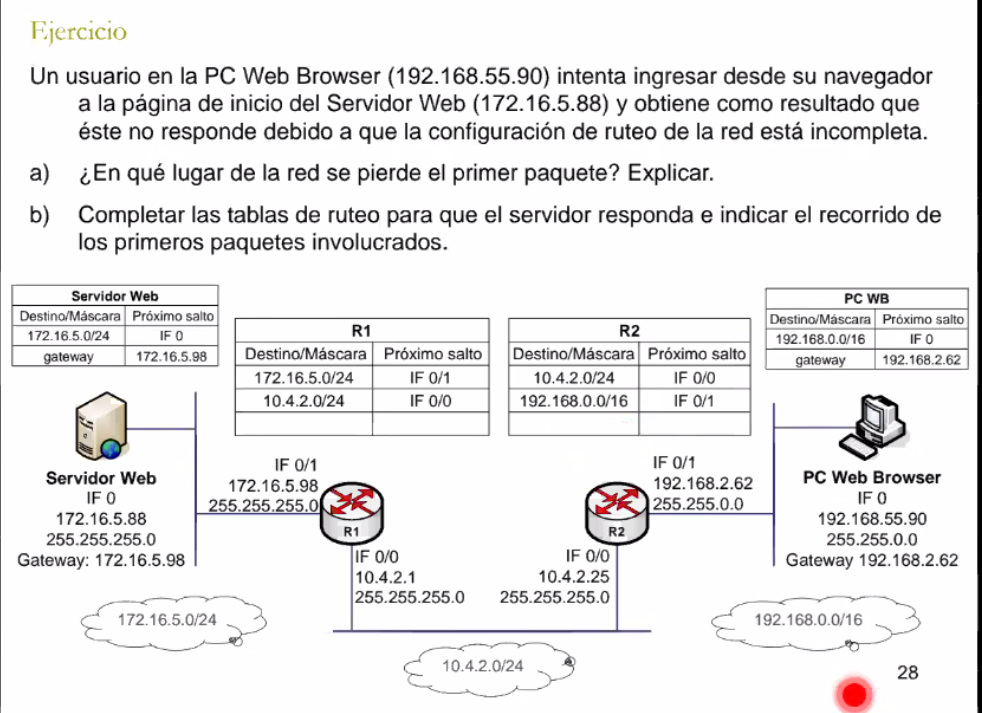 Ejercicio
Un usuario en la PC Web Browser (192.168.55.90) intenta ingresar desde su navegador
a la página de inicio del Servidor Web (172.16.5.88) y obtiene como resultado que
éste no responde debido a que la configuración de ruteo de la red está incompleta.
a) ¿En qué lugar de la red se pierde el primer paquete? Explicar.
b) Completar las tablas de ruteo para que el servidor responda e indicar el recorrido de
los primeros paquetes involucrados.
Servidor Web
Destino/Máscara Próximo salto
172.16.5.0/24 IF 0
gateway 172.16.5.98
R1
Destino/Máscara Próximo salto
172.16.5.0/24 IF 0/1
10.4.2.0/24 IF 0/0
R2
Destino/Máscara Próximo salto
10.4.2.0/24 IF 0/0
192.168.0.0/16 IF 0/1
PC WB
Destino/Máscara Próximo salto
192.168.0.0/16 IF 0
gateway 192.168.2.62
Servidor Web
IF 0
172.16.5.88
255.255.255.0
Gateway: 172.16.5.98
IF 0/1
172.16.5.98
255.255.255.0
R1
IF 0/0
10.4.2.1
255.255.255.0
IF 0/0
10.4.2.25
255.255.255.0
R2
IF 0/1
192.168.2.62
255.255.0.0
PC Web Browser
IF 0
192.168.55.90
255.255.0.0
Gateway 192.168.2.62
172.16.5.0/24
10.4.2.0/24
192.168.0.0/16
28